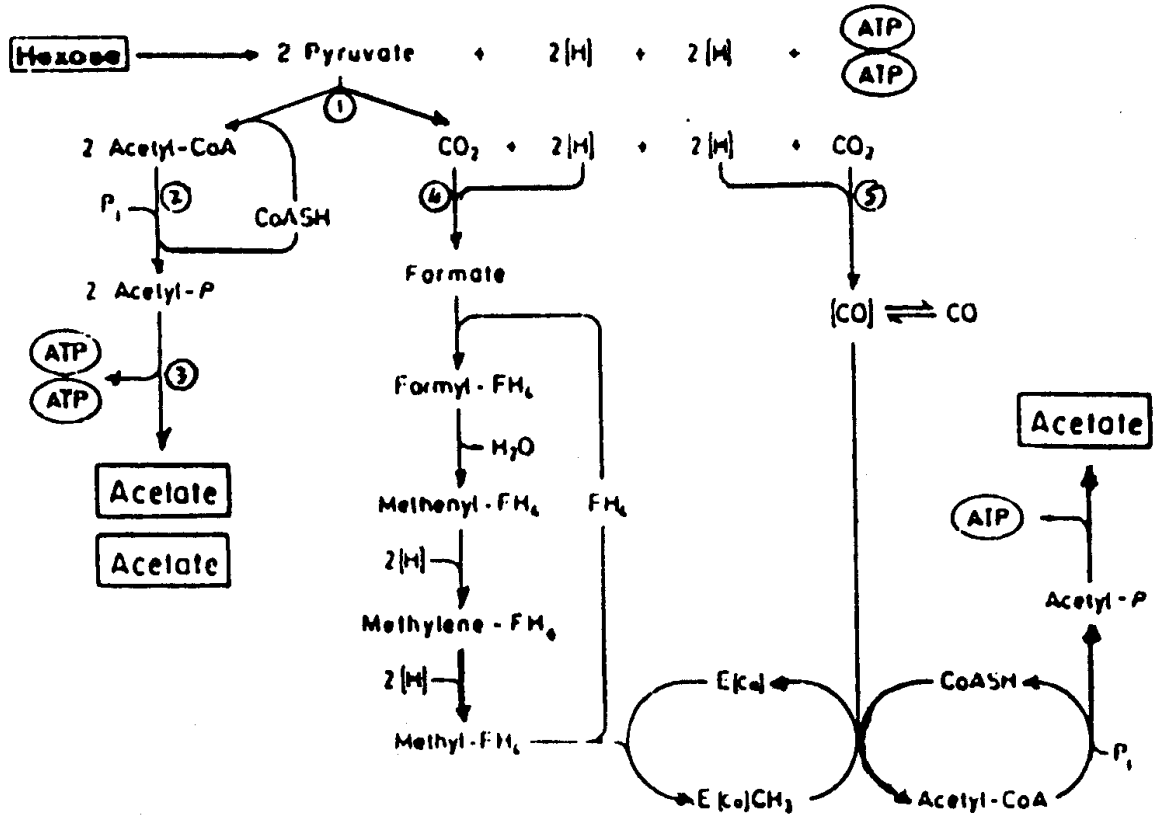 Hexose 2 Pyruvate + 2[H] + 2[H] + ATP
ATP
1
2 Acetyl-CoA CO2 + 2[H] + 2[H] + CO2
2 4 5
Pi CoASH
Formate
2 Acetyl-P
[CO] CO
ATP
3
ATP
Formyl-FH4
Acetate
H2O
Acetate
Methenyl-FH4 FH4
ATP
Acetate
2[H]
Acetyl-P
Methylene-FH4
2[H] E[Co] CoASH
Methyl-FH4
Pi
E[Co]CH3 Acetyl-CoA